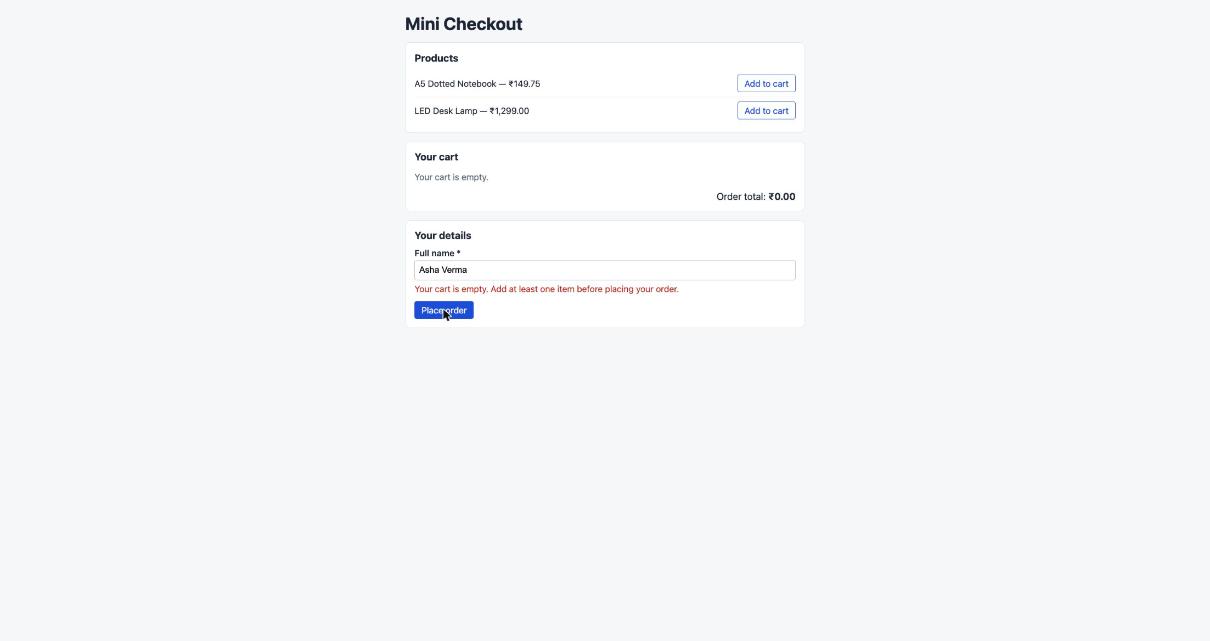 Mini Checkout
Products
A5 Dotted Notebook — ₹149.75 Add to cart
LED Desk Lamp — ₹1,299.00 Add to cart
Your cart
Your cart is empty.
Order total: ₹0.00
Your details
Full name *
Asha Verma
Your cart is empty. Add at least one item before placing your order.
Place order